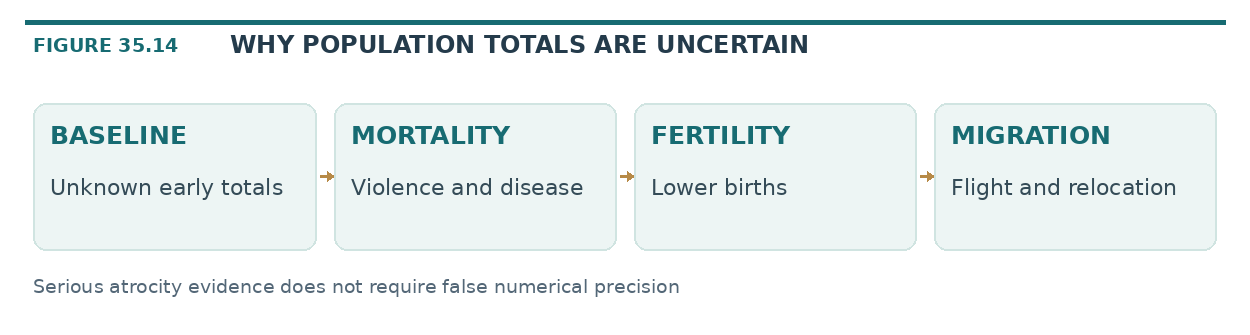 FIGURE 35.14 WHY POPULATION TOTALS ARE UNCERTAIN
BASELINE
Unknown early totals
MORTALITY
Violence and disease
FERTILITY
Lower births
MIGRATION
Flight and relocation
Serious atrocity evidence does not require false numerical precision